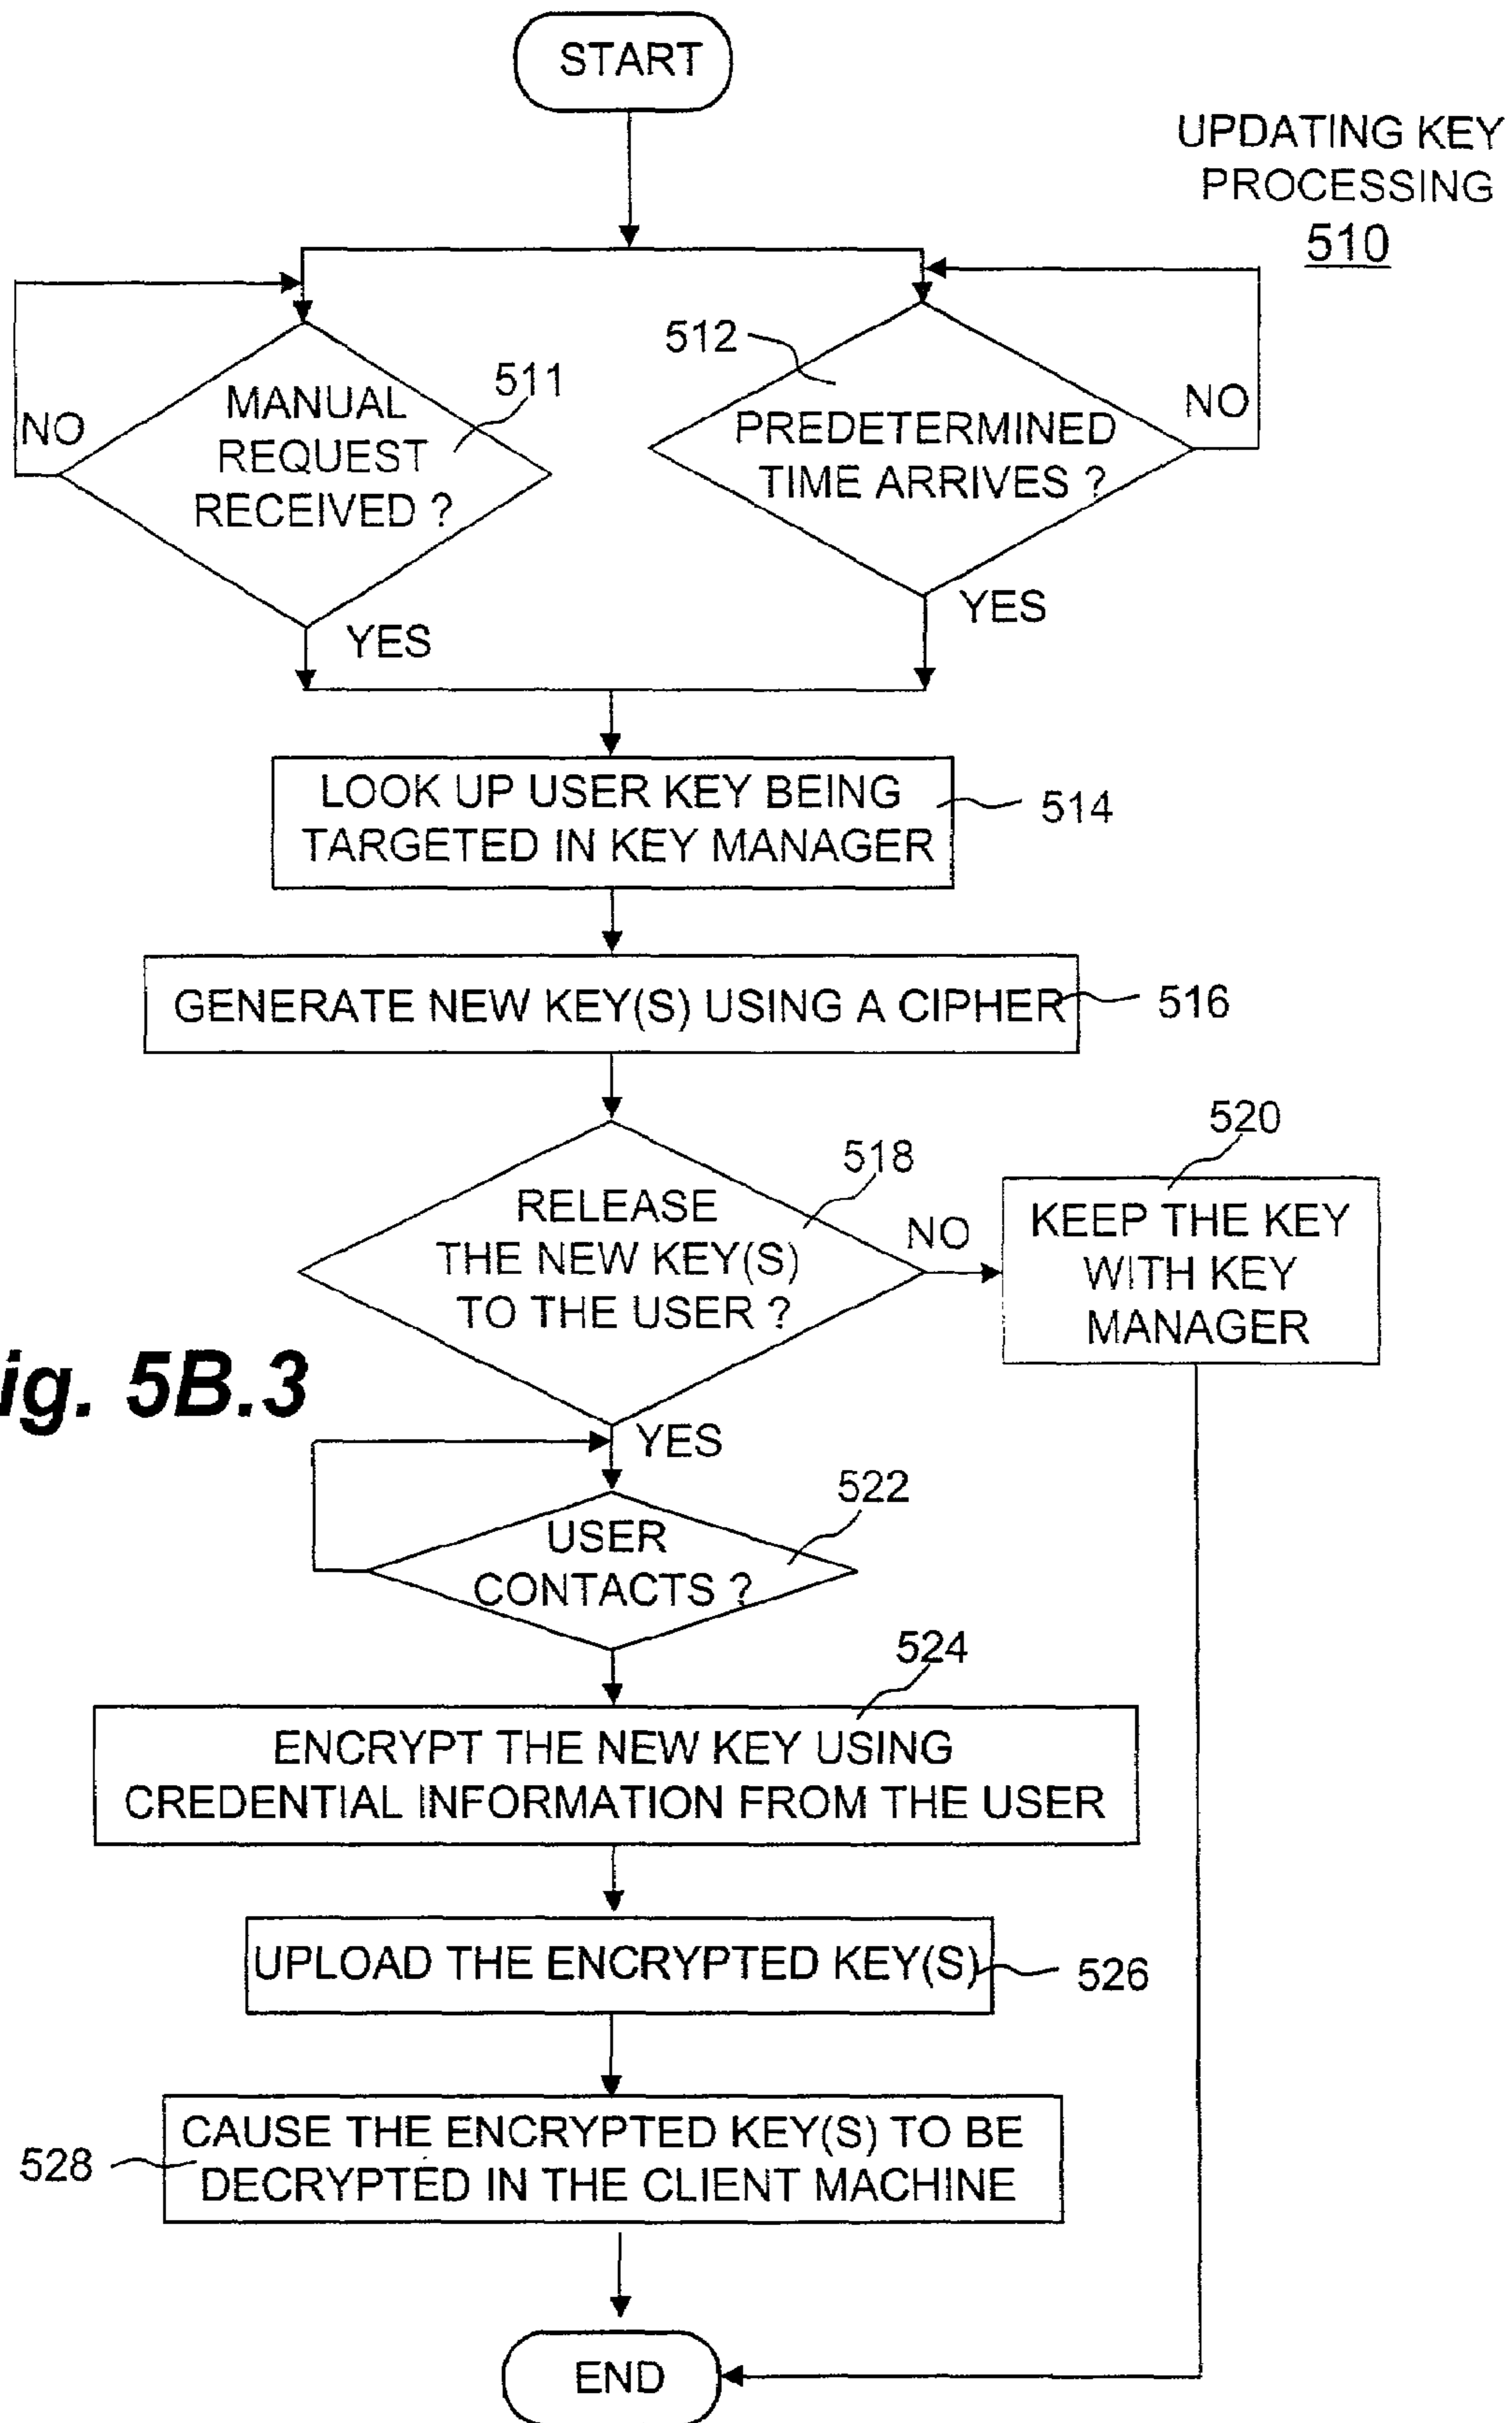 START
UPDATING KEY
PROCESSING
510
512
511
NO
MANUAL
REQUEST
RECEIVED ?
PREDETERMINED
TIME ARRIVES ?
NO
YES
YES
LOOK UP USER KEY BEING
TARGETED IN KEY MANAGER
514
GENERATE NEW KEY(S) USING A CIPHER
516
518
RELEASE
THE NEW KEY(S)
TO THE USER ?
NO
520
KEEP THE KEY
WITH KEY
MANAGER
ig. 5B.3
YES
522
USER
CONTACTS ?
524
ENCRYPT THE NEW KEY USING
CREDENTIAL INFORMATION FROM THE USER
UPLOAD THE ENCRYPTED KEY(S)
526
CAUSE THE ENCRYPTED KEY(S) TO BE
DECRYPTED IN THE CLIENT MACHINE
528
END